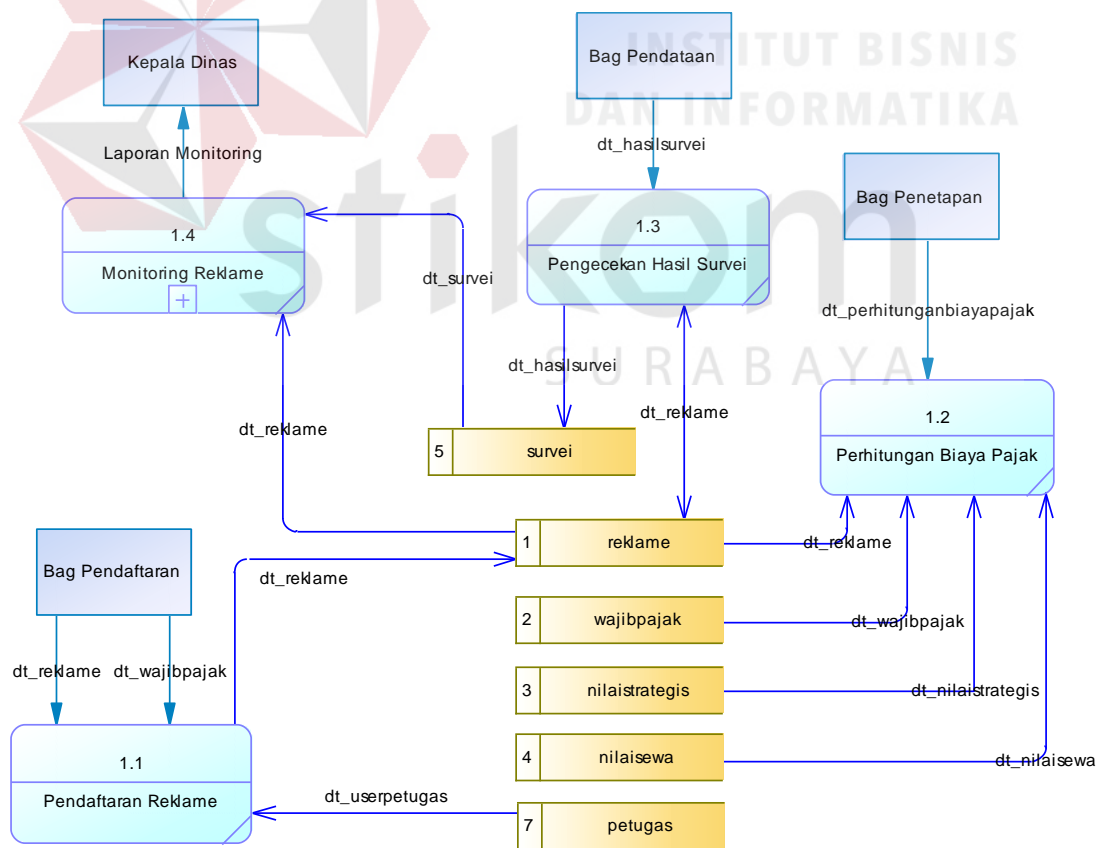 INSTITUT BISNIS
DAN INFORMATIKA
stikom
SURABAYA
Kepala Dinas
Bag Pendataan
Laporan Monitoring
dt_hasilsurvei
Bag Penetapan
1.4
Monitoring Reklame
+
1.3
Pengecekan Hasil Survei
dt_survei
dt_perhitunganbiayapajak
dt_hasilsurvei
dt_reklame
dt_reklame
1.2
Perhitungan Biaya Pajak
5 survei
1 reklame
dt_reklame
Bag Pendaftaran
dt_reklame
2 wajibpajak
dt_wajibpajak
dt_reklame
dt_wajibpajak
3 nilaistrategis
dt_nilaistrategis
1.1
Pendaftaran Reklame
4 nilaisewa
dt_nilaisewa
dt_userpetugas
7 petugas